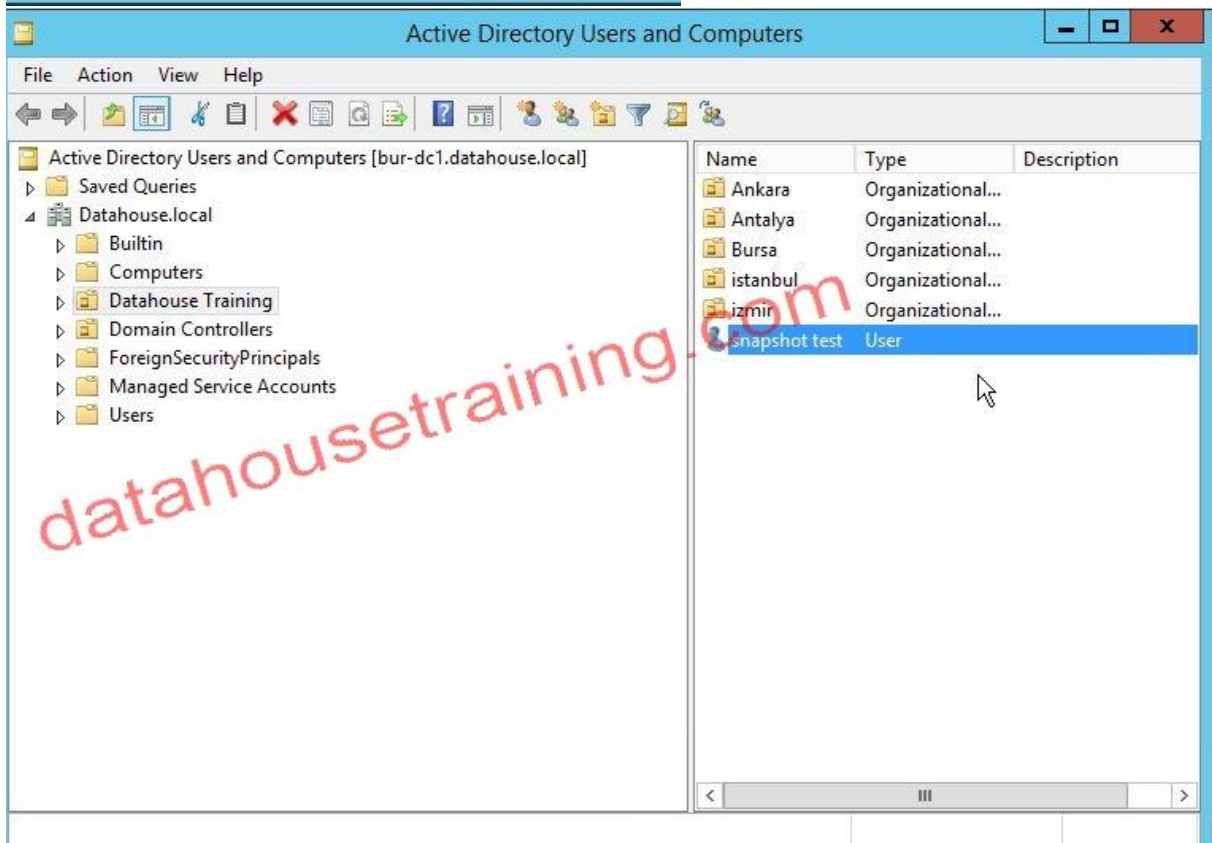 Active Directory Users and Computers
File Action View Help
Active Directory Users and Computers [bur-dc1.datahouse.local]
Saved Queries
Datahouse.local
Builtin
Computers
Datahouse Training
Domain Controllers
ForeignSecurityPrincipals
Managed Service Accounts
Users
Name Type Description
Ankara Organizational...
Antalya Organizational...
Bursa Organizational...
istanbul Organizational...
izmir Organizational...
snapshot test User
datahousetraining.com